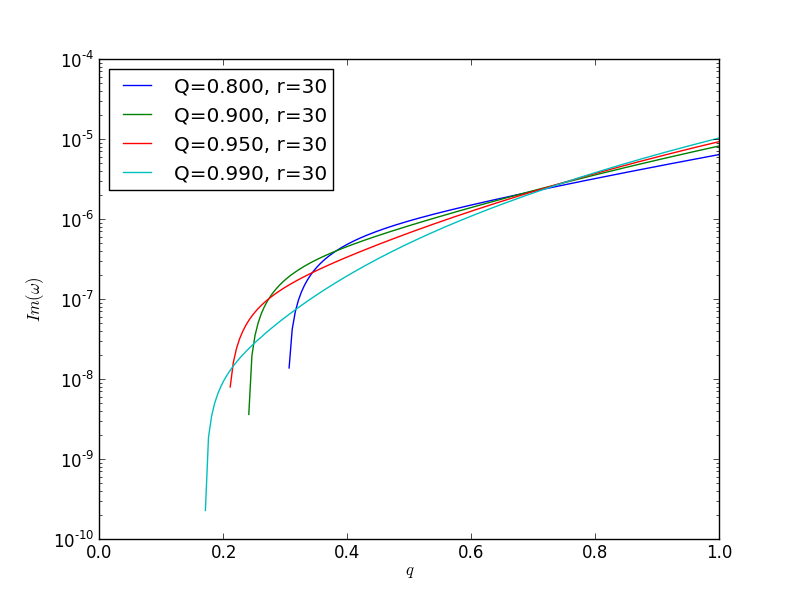 10^-4
10^-5
10^-6
10^-7
10^-8
10^-9
10^-10
Im(ω)
Q=0.800, r=30
Q=0.900, r=30
Q=0.950, r=30
Q=0.990, r=30
0.0 0.2 0.4 0.6 0.8 1.0
q